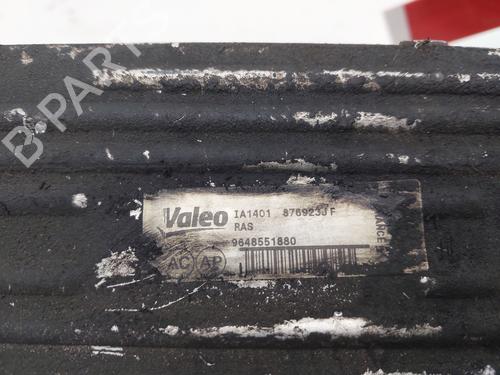 B PARTS
Valeo
IA1401 876923J F
RAS
9648551880
AC AP